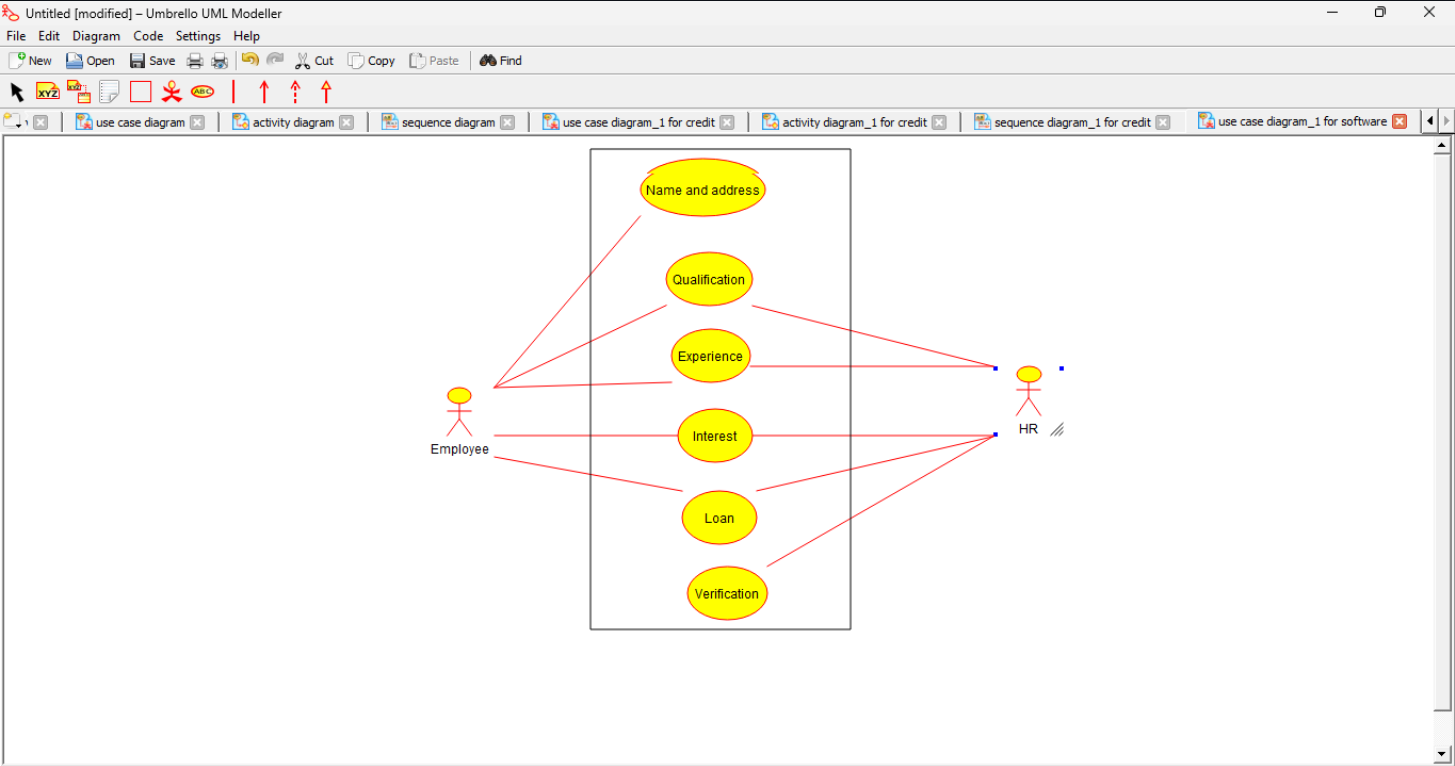 Untitled [modified] – Umbrello UML Modeller
File Edit Diagram Code Settings Help
New Open Save Cut Copy Paste Find
XYZ XYZ ABC
use case diagram activity diagram sequence diagram use case diagram_1 for credit activity diagram_1 for credit sequence diagram_1 for credit use case diagram_1 for software
Name and address
Qualification
Experience
HR
Interest
Employee
Loan
Verification